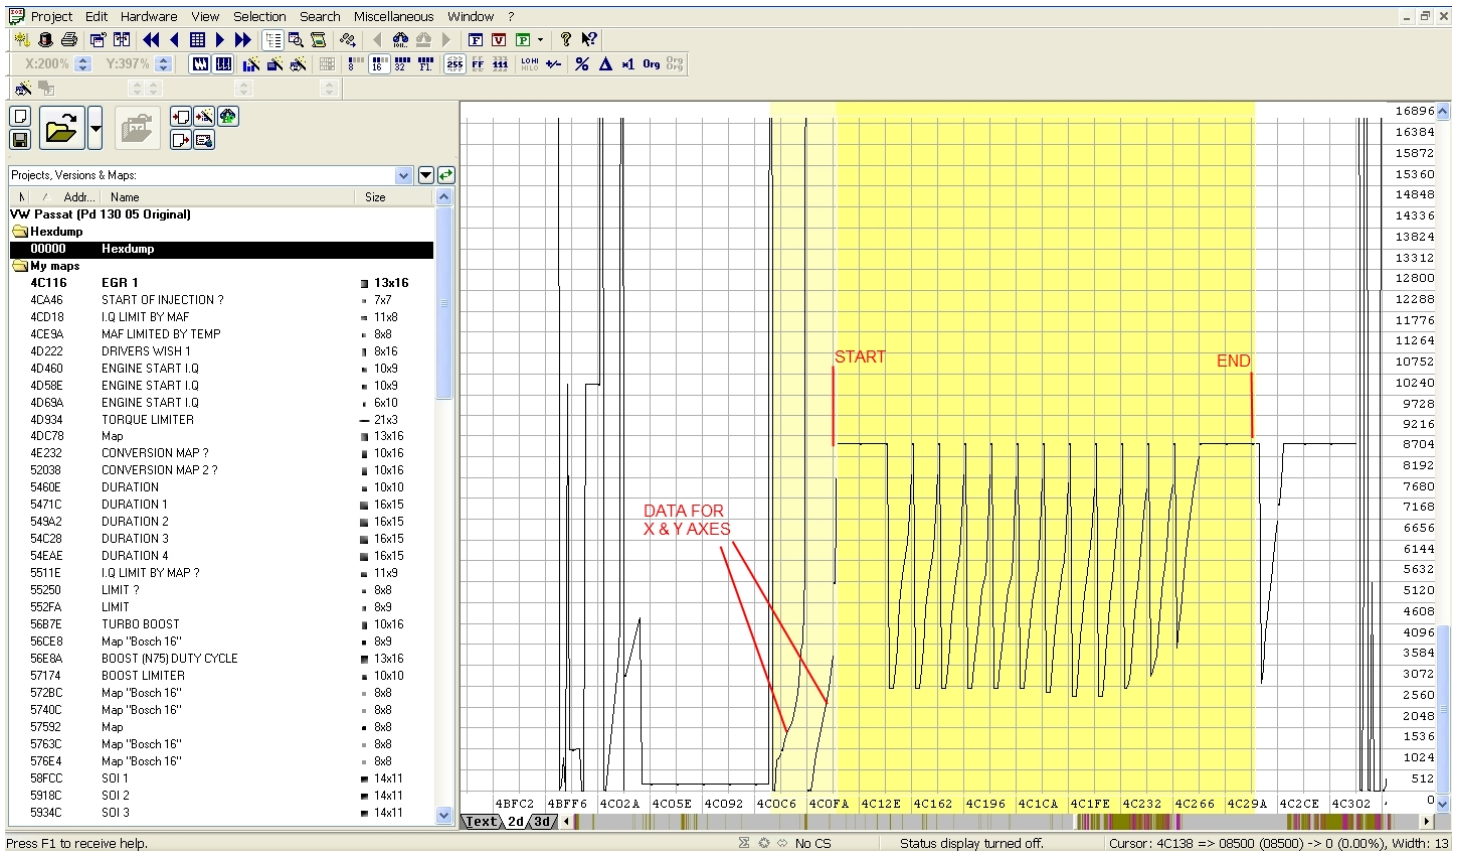 Project Edit Hardware View Selection Search Miscellaneous Window ?
X:200% Y:397% 8 16 32 F1. 255 FF 111 LOHI HILO +/- % Δ ×1 Org Org
Projects, Versions & Maps:
Addr... Name Size
VW Passat (Pd 130 05 Original)
Hexdump
00000 Hexdump
My maps
4C116 EGR 1 13x16
4CA46 START OF INJECTION ? 7x7
4CD18 I.Q LIMIT BY MAF 11x8
4CE9A MAF LIMITED BY TEMP 8x8
4D222 DRIVERS WISH 1 8x16
4D460 ENGINE START I.Q 10x9
4D58E ENGINE START I.Q 10x9
4D69A ENGINE START I.Q 6x10
4D934 TORQUE LIMITER 21x3
4DC78 Map 13x16
4E232 CONVERSION MAP ? 10x16
52038 CONVERSION MAP 2 ? 10x16
5460E DURATION 10x10
5471C DURATION 1 16x15
549A2 DURATION 2 16x15
54C28 DURATION 3 16x15
54EAE DURATION 4 16x15
5511E I.Q LIMIT BY MAP ? 11x9
55250 LIMIT ? 8x8
552FA LIMIT 8x9
56B7E TURBO BOOST 10x16
56CE8 Map "Bosch 16" 8x9
56E8A BOOST (N75) DUTY CYCLE 13x16
57174 BOOST LIMITER 10x10
572BC Map "Bosch 16" 8x8
5740C Map "Bosch 16" 8x8
57592 Map 8x8
5763C Map "Bosch 16" 8x8
576E4 Map "Bosch 16" 8x8
58FCC SOI 1 14x11
5918C SOI 2 14x11
5934C SOI 3 14x11
START
END
DATA FOR
X & Y AXES
16896
16384
15872
15360
14848
14336
13824
13312
12800
12288
11776
11264
10752
10240
9728
9216
8704
8192
7680
7168
6656
6144
5632
5120
4608
4096
3584
3072
2560
2048
1536
1024
512
0
4BFC2 4BFF6 4C02A 4C05E 4C092 4C0C6 4C0FA 4C12E 4C162 4C196 4C1CA 4C1FE 4C232 4C266 4C29A 4C2CE 4C302
Text 2d 3d
Press F1 to receive help. No CS Status display turned off. Cursor: 4C138 => 08500 (08500) -> 0 (0.00%), Width: 13